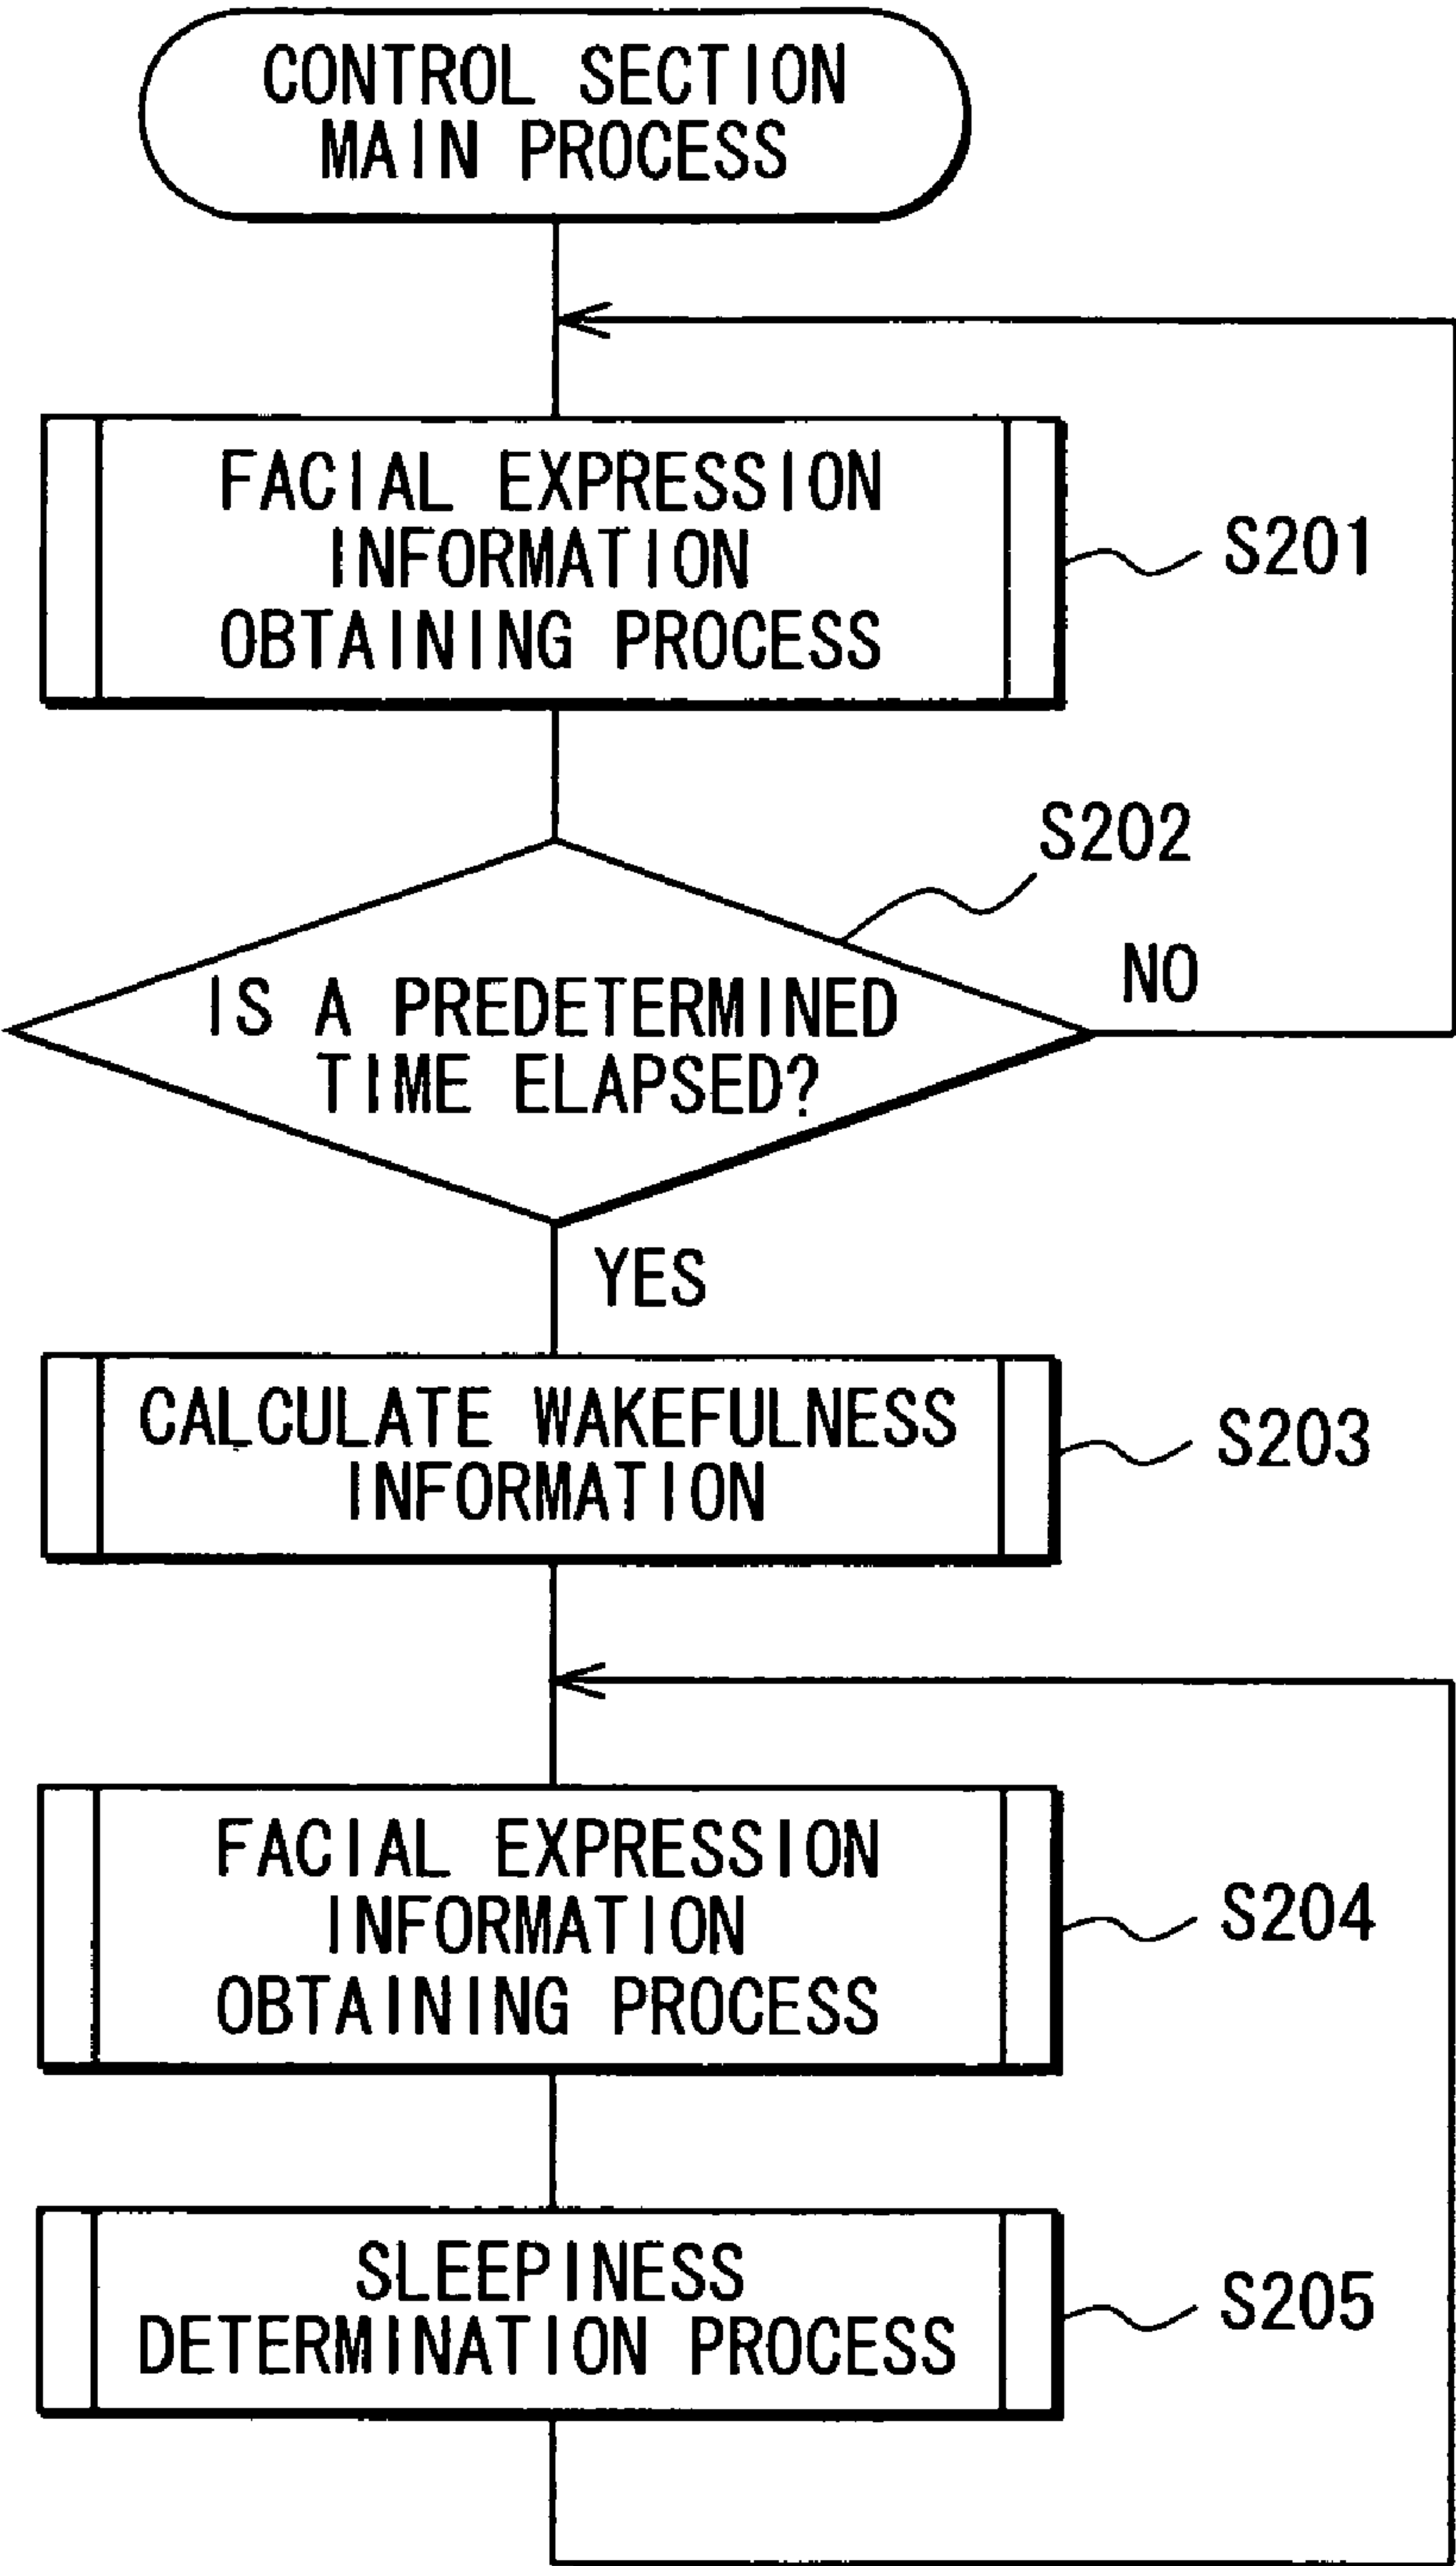 CONTROL SECTION
MAIN PROCESS
FACIAL EXPRESSION
INFORMATION
OBTAINING PROCESS
S201
S202
IS A PREDETERMINED
TIME ELAPSED?
NO
YES
CALCULATE WAKEFULNESS
INFORMATION
S203
FACIAL EXPRESSION
INFORMATION
OBTAINING PROCESS
S204
SLEEPINESS
DETERMINATION PROCESS
S205